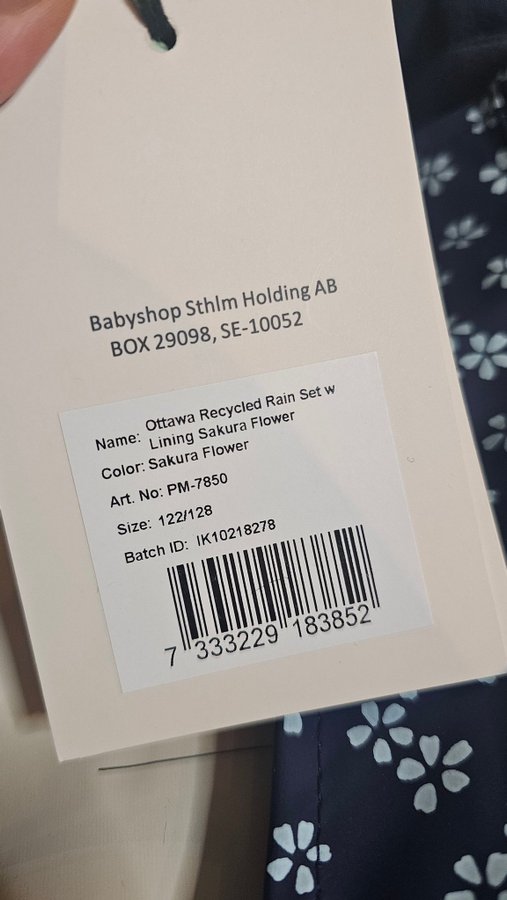 Babyshop Sthlm Holding AB
BOX 29098, SE-10052
Name: Ottawa Recycled Rain Set w
Lining Sakura Flower
Color: Sakura Flower
Art. No: PM-7850
Size: 122/128
Batch ID: IK10218278
7 333229 183852